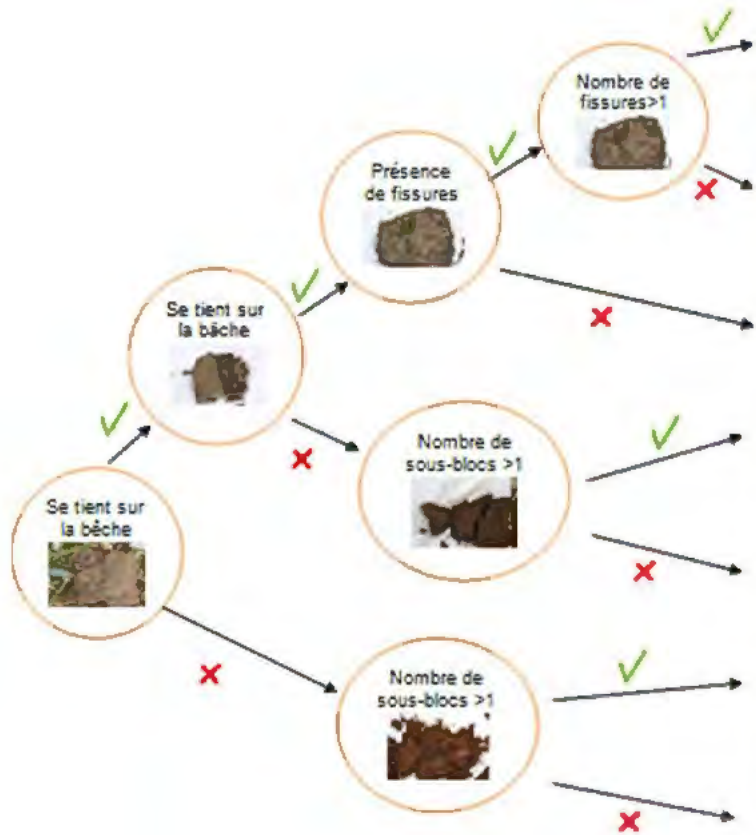 Nombre de
fissures>1
Présence
de fissures
Se tient sur
la bâche
Nombre de
sous-blocs >1
Se tient sur
la bêche
Nombre de
sous-blocs >1